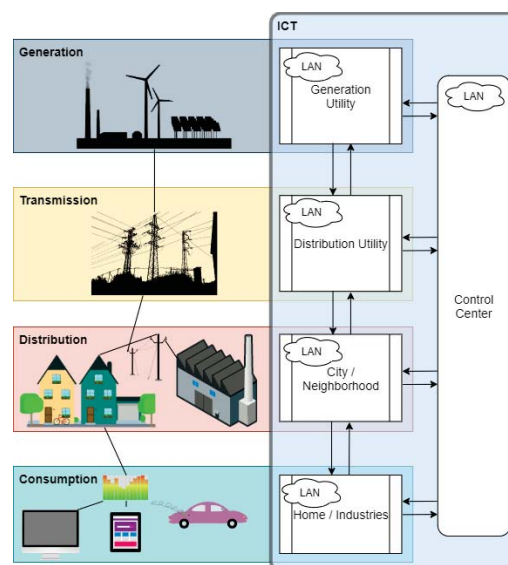 ICT
Generation
LAN
Generation
Utility
LAN
Transmission
LAN
Distribution Utility
Control
Center
Distribution
LAN
City /
Neighborhood
Consumption
LAN
Home / Industries